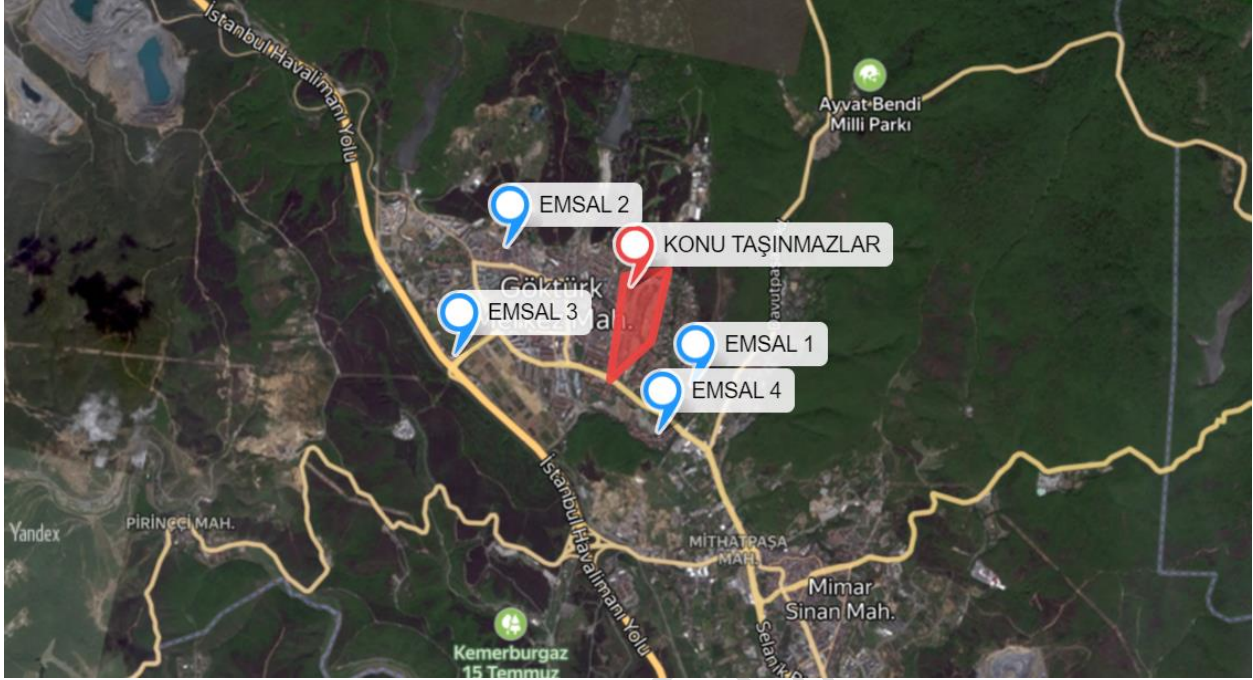 İstanbul Havalimanı Yolu
Ayvat Bendi
Milli Parkı
EMSAL 2
KONU TAŞINMAZLAR
Göktürk
Merkez Mah.
EMSAL 3
EMSAL 1
EMSAL 4
İstanbul Havalimanı Yolu
Yandex
PİRİNÇÇİ MAH.
MİTHATPAŞA
MAH.
Mimar
Sinan Mah.
Selanik
Kemerburgaz
15 Temmuz